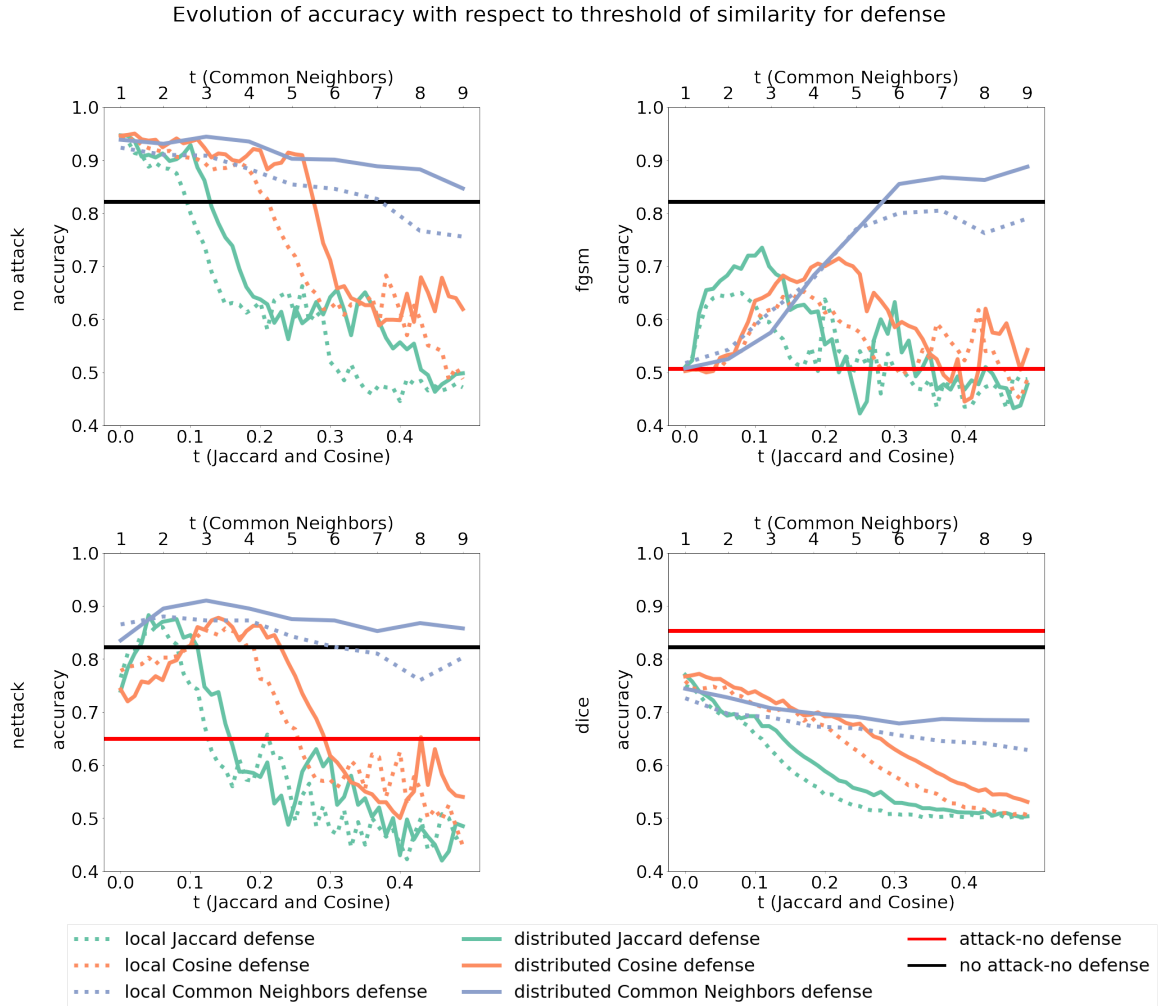 Evolution of accuracy with respect to threshold of similarity for defense
t (Common Neighbors)
1 2 3 4 5 6 7 8 9
no attack
accuracy
1.0
0.9
0.8
0.7
0.6
0.5
0.4
0.0 0.1 0.2 0.3 0.4
t (Jaccard and Cosine)
t (Common Neighbors)
1 2 3 4 5 6 7 8 9
fgsm
accuracy
1.0
0.9
0.8
0.7
0.6
0.5
0.4
0.0 0.1 0.2 0.3 0.4
t (Jaccard and Cosine)
t (Common Neighbors)
1 2 3 4 5 6 7 8 9
nettack
accuracy
1.0
0.9
0.8
0.7
0.6
0.5
0.4
0.0 0.1 0.2 0.3 0.4
t (Jaccard and Cosine)
t (Common Neighbors)
1 2 3 4 5 6 7 8 9
dice
accuracy
1.0
0.9
0.8
0.7
0.6
0.5
0.4
0.0 0.1 0.2 0.3 0.4
t (Jaccard and Cosine)
local Jaccard defense
local Cosine defense
local Common Neighbors defense
distributed Jaccard defense
distributed Cosine defense
distributed Common Neighbors defense
attack-no defense
no attack-no defense